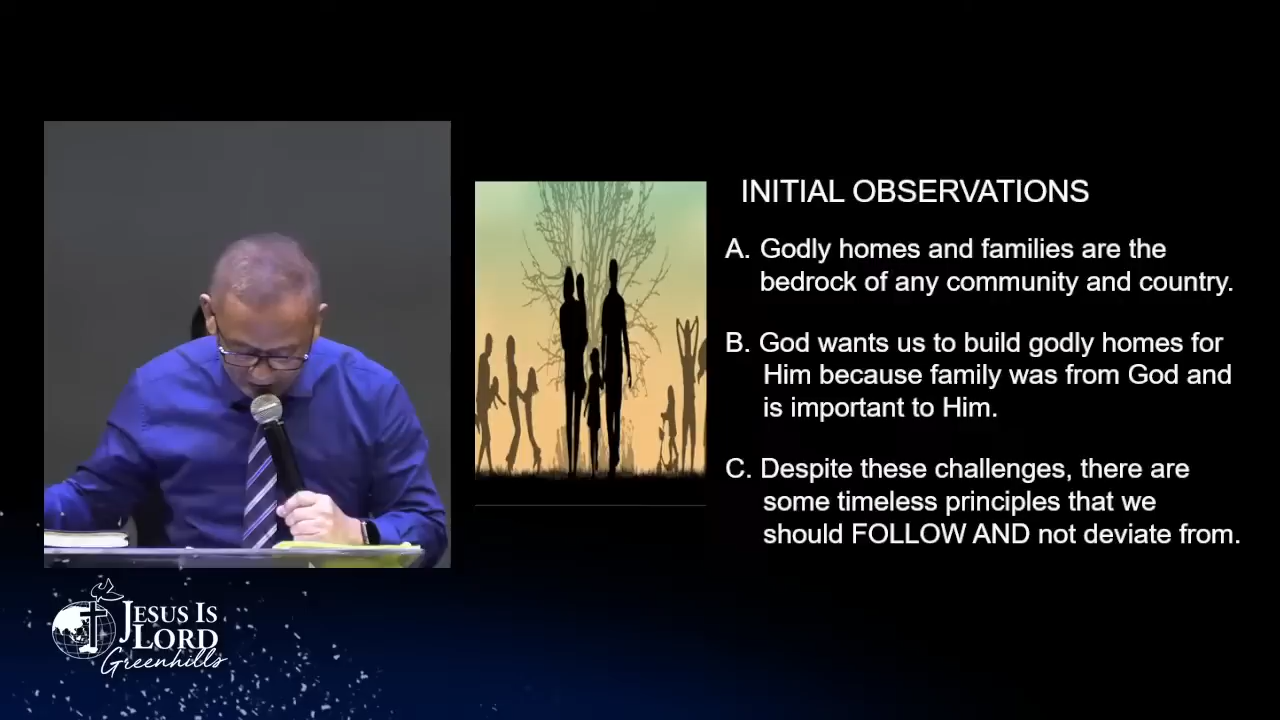 INITIAL OBSERVATIONS
A. Godly homes and families are the
bedrock of any community and country.
B. God wants us to build godly homes for
Him because family was from God and
is important to Him.
C. Despite these challenges, there are
some timeless principles that we
should FOLLOW AND not deviate from.
JESUS IS
LORD
Greenhills